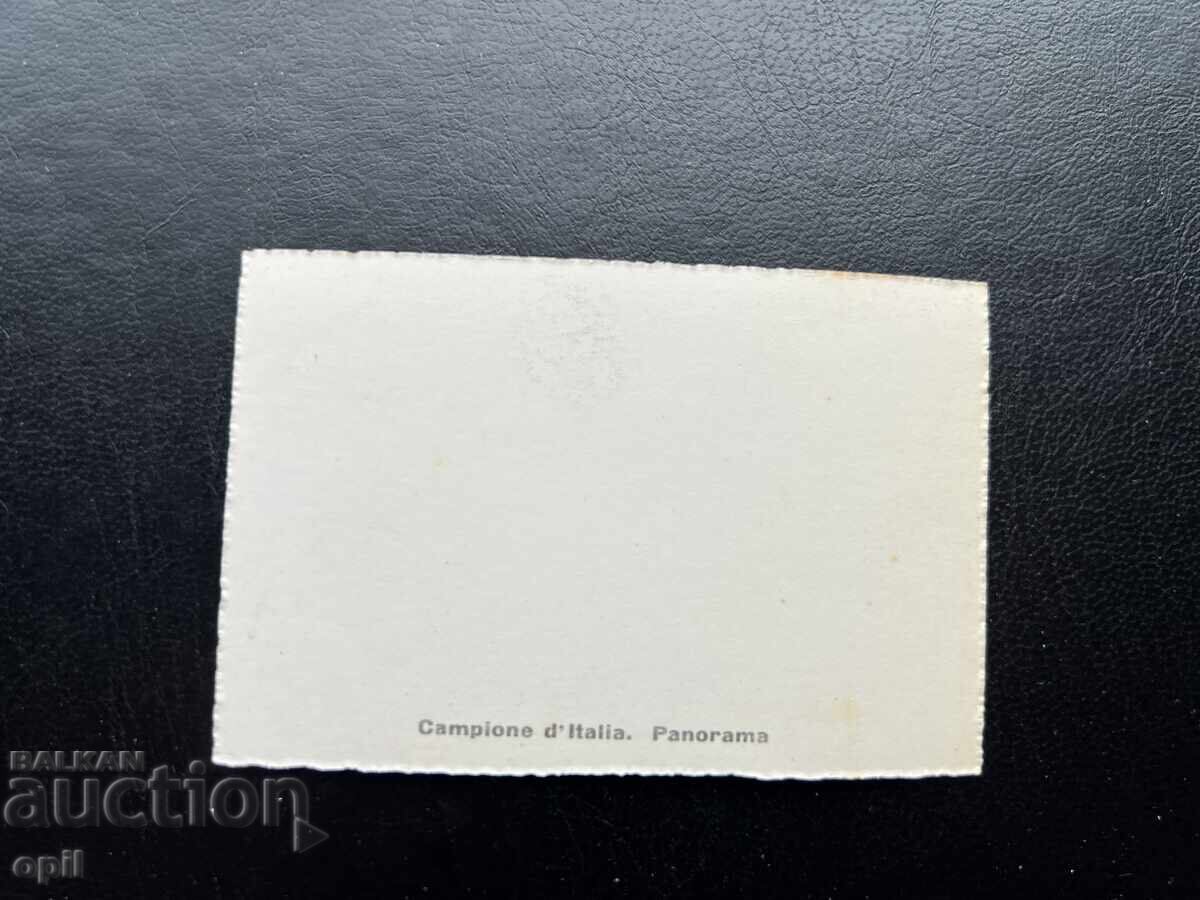 Campione d'Italia. Panorama
BALKAN
auction
opil